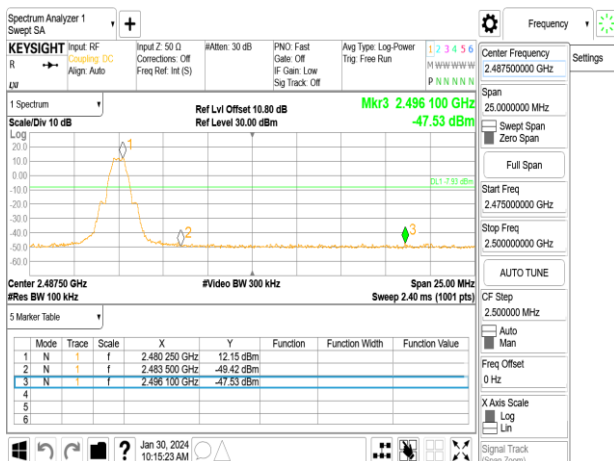 Spectrum Analyzer 1
Swept SA
+
Frequency
KEYSIGHT
R
Input: RF
Coupling: DC
Align: Auto
Input Z: 50 Ω
Corrections: Off
Freq Ref: Int (S)
#Atten: 30 dB
PNO: Fast
Gate: Off
IF Gain: Low
Sig Track: Off
Avg Type: Log-Power
Trig: Free Run
1 2 3 4 5 6
M W W W W W
P N N N N N
Center Frequency
2.487500000 GHz
Settings
Span
25.0000000 MHz
Swept Span
Zero Span
Full Span
Start Freq
2.475000000 GHz
Stop Freq
2.500000000 GHz
AUTO TUNE
CF Step
2.500000 MHz
Auto
Man
Freq Offset
0 Hz
X Axis Scale
Log
Lin
Signal Track
(Span Zoom)
1 Spectrum
Scale/Div 10 dB
Ref Lvl Offset 10.80 dB
Ref Level 30.00 dBm
Mkr3 2.496 100 GHz
-47.53 dBm
Log
20.0
10.0
0.00
-10.0
-20.0
-30.0
-40.0
-50.0
-60.0
1
2
3
DL1 -7.93 dBm
Center 2.48750 GHz
#Res BW 100 kHz
#Video BW 300 kHz
Span 25.00 MHz
Sweep 2.40 ms (1001 pts)
5 Marker Table
Mode Trace Scale X Y Function Function Width Function Value
1 N 1 f 2.480 250 GHz 12.15 dBm
2 N 1 f 2.483 500 GHz -49.42 dBm
3 N 1 f 2.496 100 GHz -47.53 dBm
4
5
6
?
Jan 30, 2024
10:15:23 AM